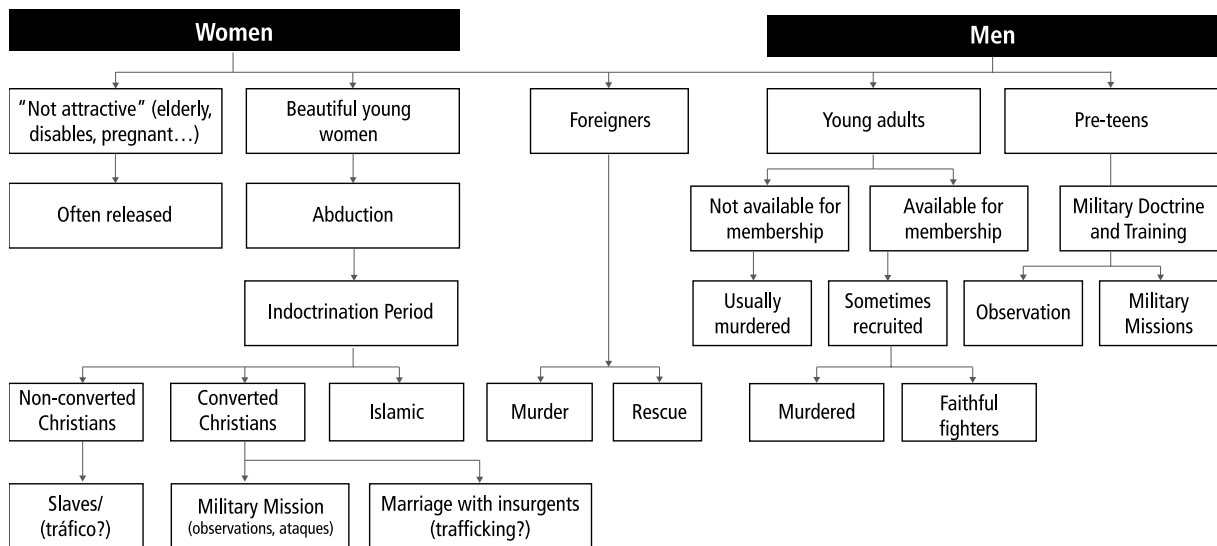 Women
Men
“Not attractive” (elderly,
disables, pregnant…)
Beautiful young
women
Foreigners
Young adults
Pre-teens
Often released
Abduction
Not available for
membership
Available for
membership
Military Doctrine
and Training
Indoctrination Period
Usually
murdered
Sometimes
recruited
Observation
Military
Missions
Non-converted
Christians
Converted
Christians
Islamic
Murder
Rescue
Murdered
Faithful
fighters
Slaves/
(tráfico?)
Military Mission
(observations, ataques)
Marriage with insurgents
(trafficking?)